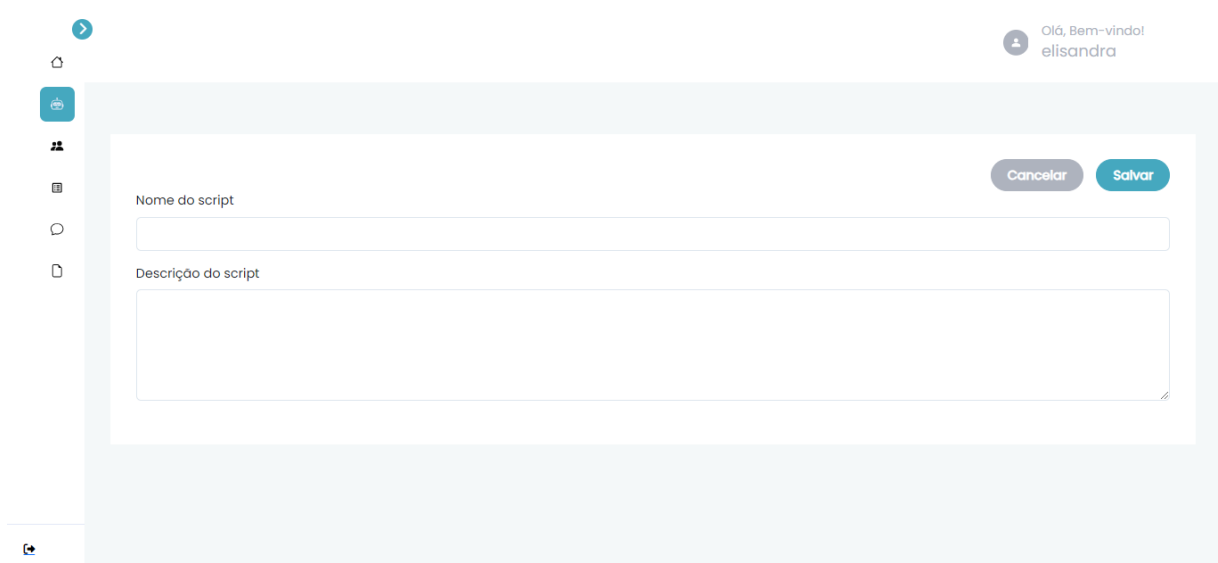 Olá, Bem-vindo!
elisandra
Cancelar
Salvar
Nome do script
Descrição do script